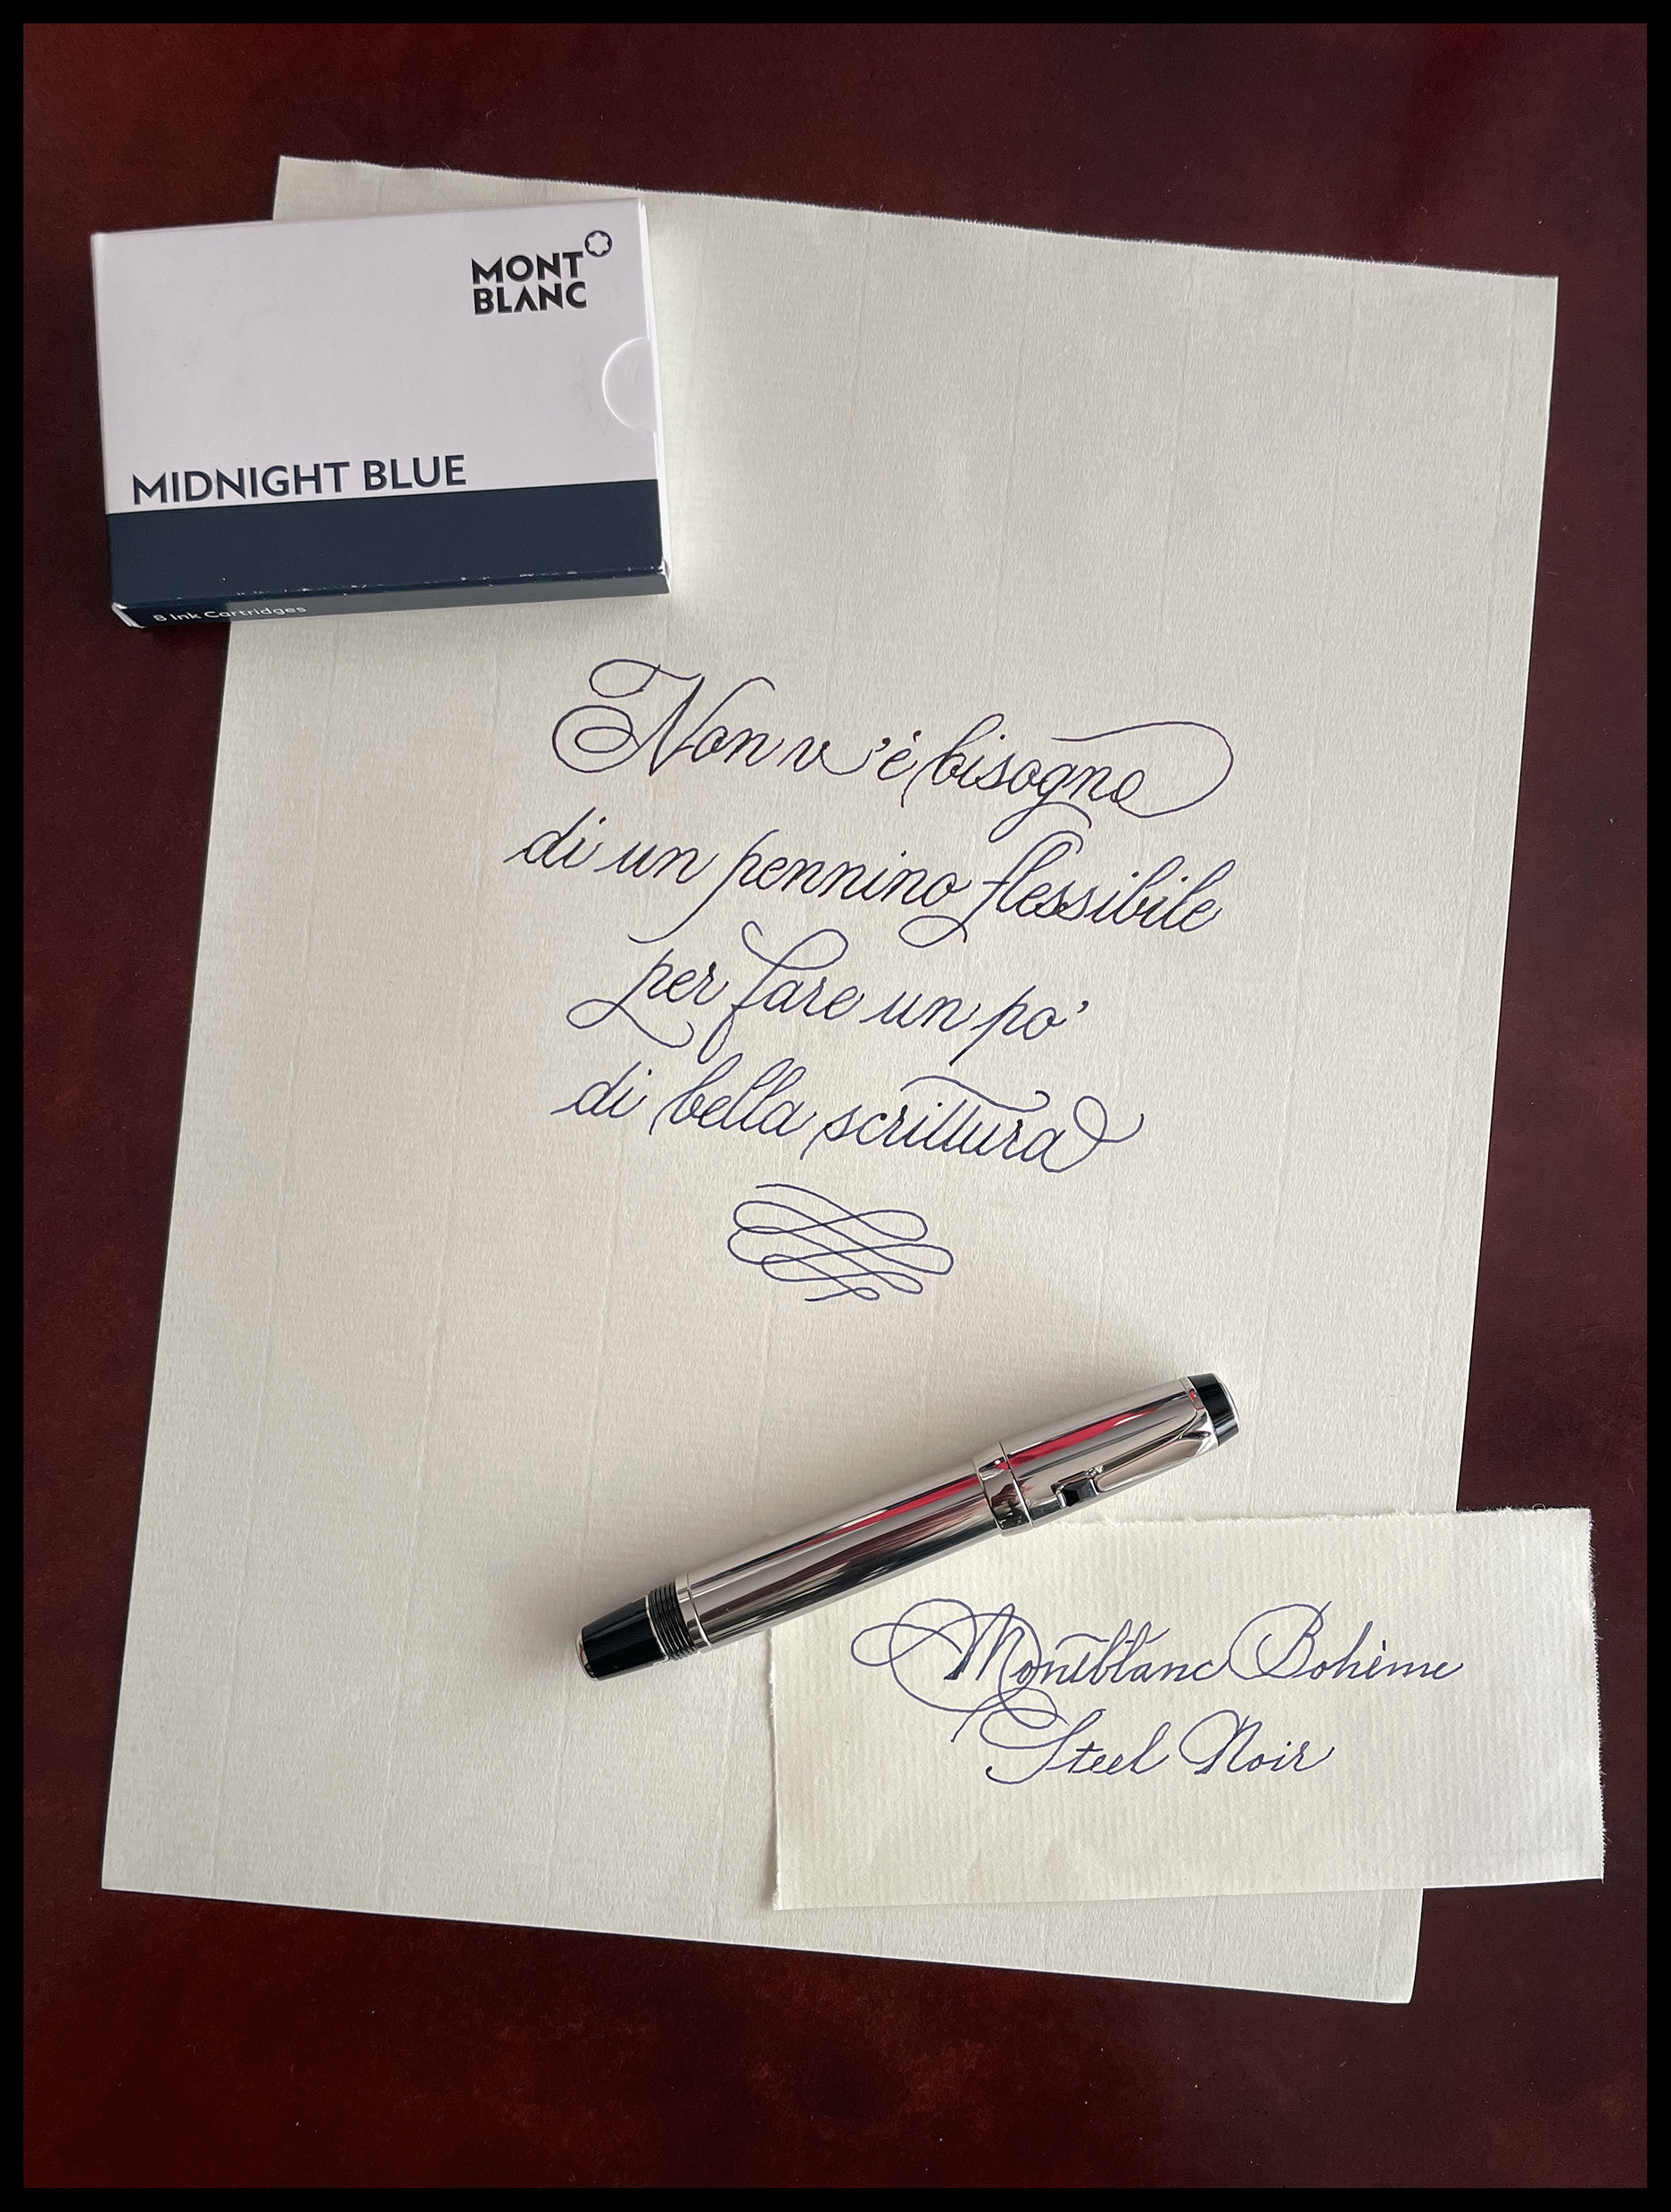 MONT
BLANC
MIDNIGHT BLUE
8 Ink Cartridges
Non v'è bisogno
di un pennino flessibile
per fare un po'
di bella scrittura
Montblanc Bohème
Steel Noir